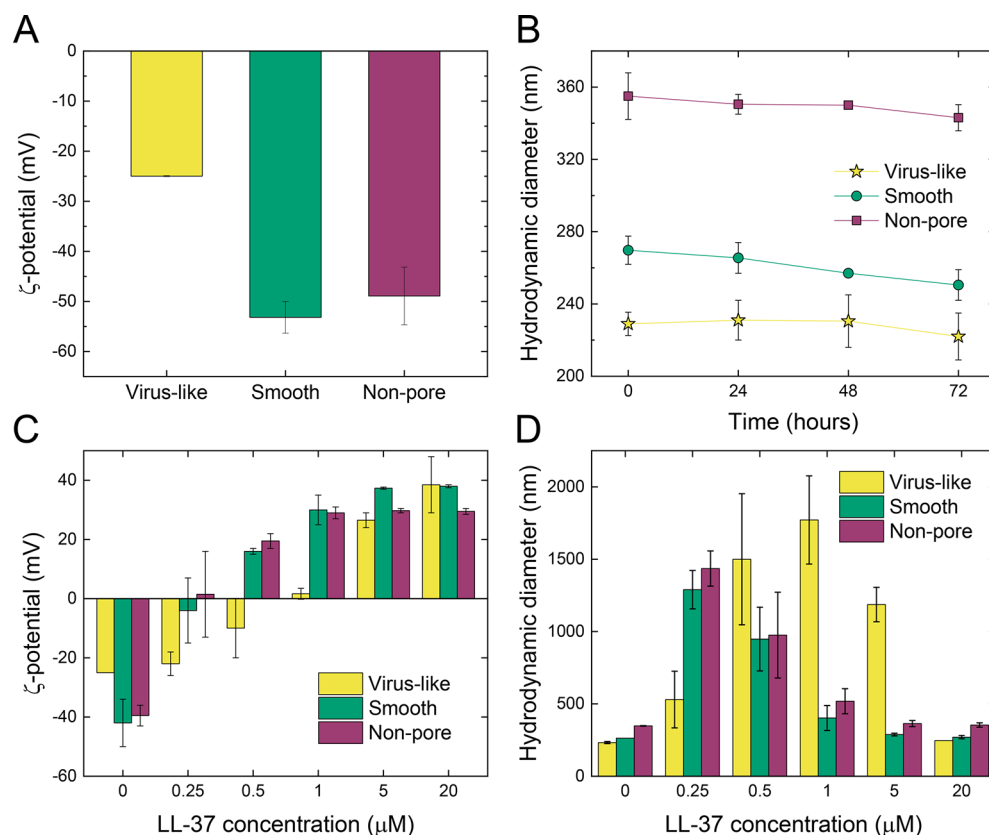 A
0
-10
-20
-30
-40
-50
-60
ζ-potential (mV)
Virus-like Smooth Non-pore
B
360
320
280
240
200
Hydrodynamic diameter (nm)
Virus-like
Smooth
Non-pore
0 24 48 72
Time (hours)
C
40
20
0
-20
-40
-60
ζ-potential (mV)
Virus-like
Smooth
Non-pore
0 0.25 0.5 1 5 20
LL-37 concentration (μM)
D
2000
1500
1000
500
0
Hydrodynamic diameter (nm)
Virus-like
Smooth
Non-pore
0 0.25 0.5 1 5 20
LL-37 concentration (μM)